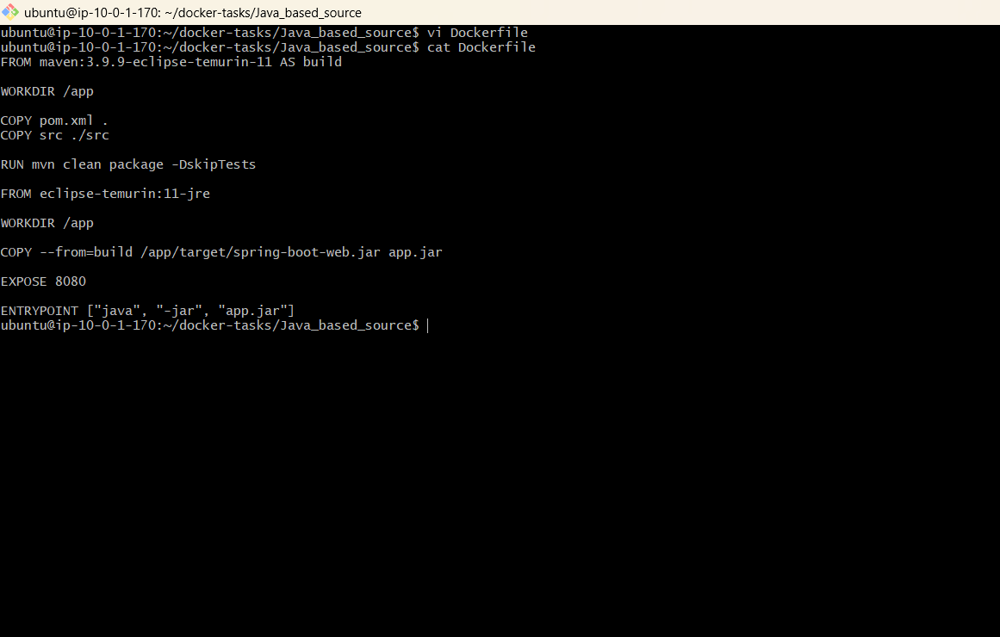 ubuntu@ip-10-0-1-170: ~/docker-tasks/Java_based_source
ubuntu@ip-10-0-1-170:~/docker-tasks/Java_based_source$ vi Dockerfile
ubuntu@ip-10-0-1-170:~/docker-tasks/Java_based_source$ cat Dockerfile
FROM maven:3.9.9-eclipse-temurin-11 AS build
WORKDIR /app
COPY pom.xml .
COPY src ./src
RUN mvn clean package -DskipTests
FROM eclipse-temurin:11-jre
WORKDIR /app
COPY --from=build /app/target/spring-boot-web.jar app.jar
EXPOSE 8080
ENTRYPOINT ["java", "-jar", "app.jar"]
ubuntu@ip-10-0-1-170:~/docker-tasks/Java_based_source$